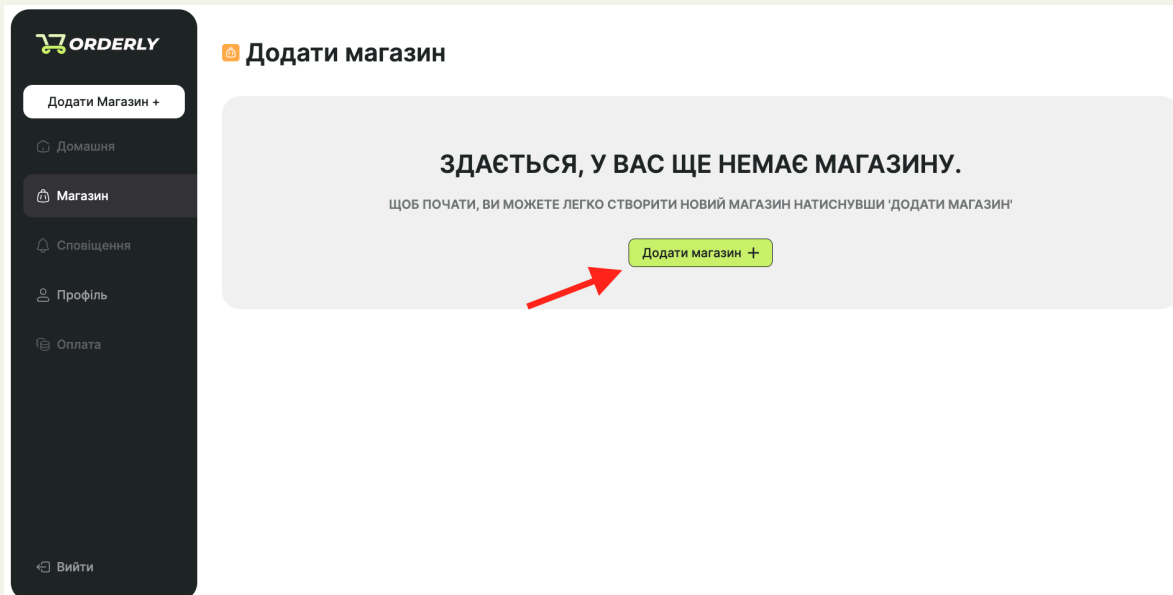 ORDERLY
Додати Магазин +
Домашня
Магазин
Сповіщення
Профіль
Оплата
Вийти
Додати магазин
ЗДАЄТЬСЯ, У ВАС ЩЕ НЕМАЄ МАГАЗИНУ.
ЩОБ ПОЧАТИ, ВИ МОЖЕТЕ ЛЕГКО СТВОРИТИ НОВИЙ МАГАЗИН НАТИСНУВШИ 'ДОДАТИ МАГАЗИН'
Додати магазин +